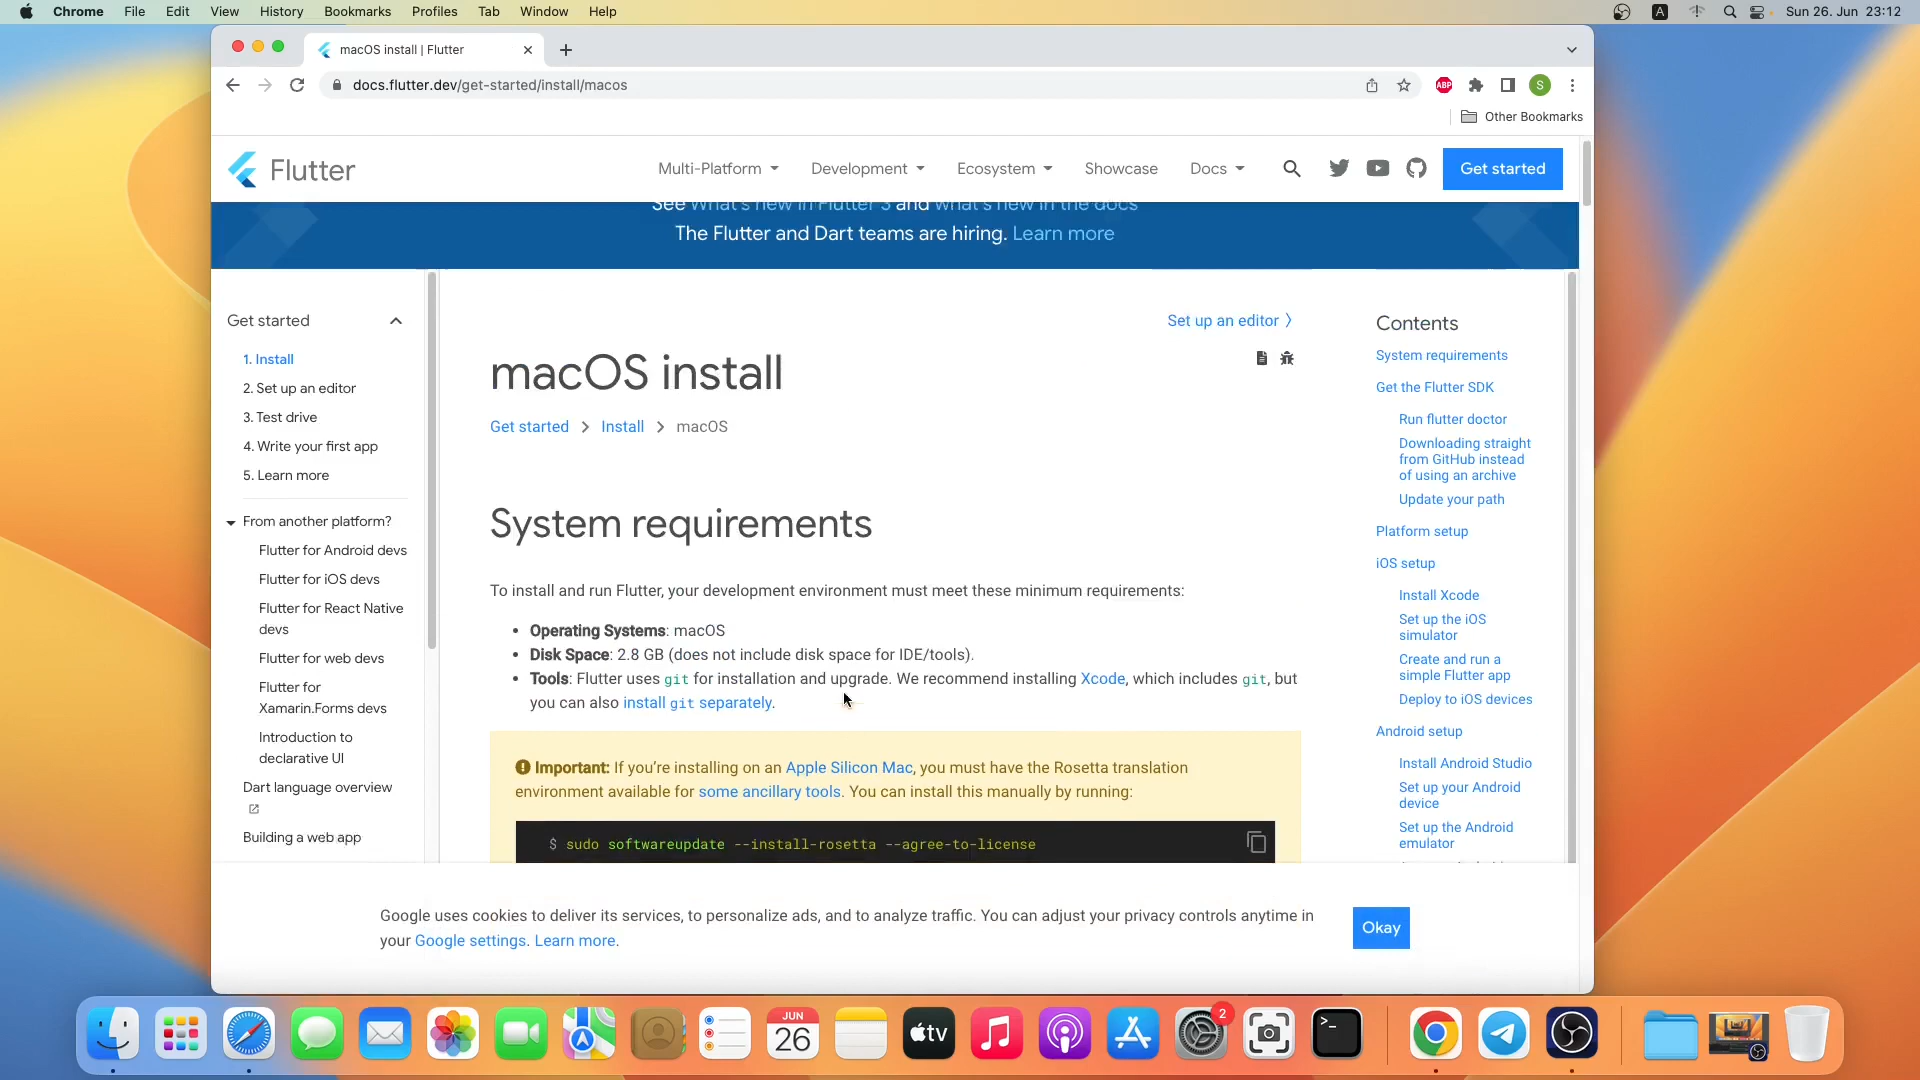 Chrome File Edit View History Bookmarks Profiles Tab Window Help
A
Sun 26. Jun 23:12
macOS install | Flutter
docs.flutter.dev/get-started/install/macos
ABP
S
Other Bookmarks
Flutter
Multi-Platform Development Ecosystem Showcase Docs
Get started
See What's new in Flutter 3 and what's new in the docs
The Flutter and Dart teams are hiring. Learn more
Get started
1. Install
2. Set up an editor
3. Test drive
4. Write your first app
5. Learn more
From another platform?
Flutter for Android devs
Flutter for iOS devs
Flutter for React Native
devs
Flutter for web devs
Flutter for
Xamarin.Forms devs
Introduction to
declarative UI
Dart language overview
Building a web app
Set up an editor
macOS install
Get started > Install > macOS
System requirements
To install and run Flutter, your development environment must meet these minimum requirements:
• Operating Systems: macOS
• Disk Space: 2.8 GB (does not include disk space for IDE/tools).
• Tools: Flutter uses git for installation and upgrade. We recommend installing Xcode, which includes git, but
you can also install git separately.
Important: If you're installing on an Apple Silicon Mac, you must have the Rosetta translation
environment available for some ancillary tools. You can install this manually by running:
$ sudo softwareupdate --install-rosetta --agree-to-license
Contents
System requirements
Get the Flutter SDK
Run flutter doctor
Downloading straight
from GitHub instead
of using an archive
Update your path
Platform setup
iOS setup
Install Xcode
Set up the iOS
simulator
Create and run a
simple Flutter app
Deploy to iOS devices
Android setup
Install Android Studio
Set up your Android
device
Set up the Android
emulator
Google uses cookies to deliver its services, to personalize ads, and to analyze traffic. You can adjust your privacy controls anytime in
your Google settings. Learn more.
Okay
JUN
26
tv
2
>_